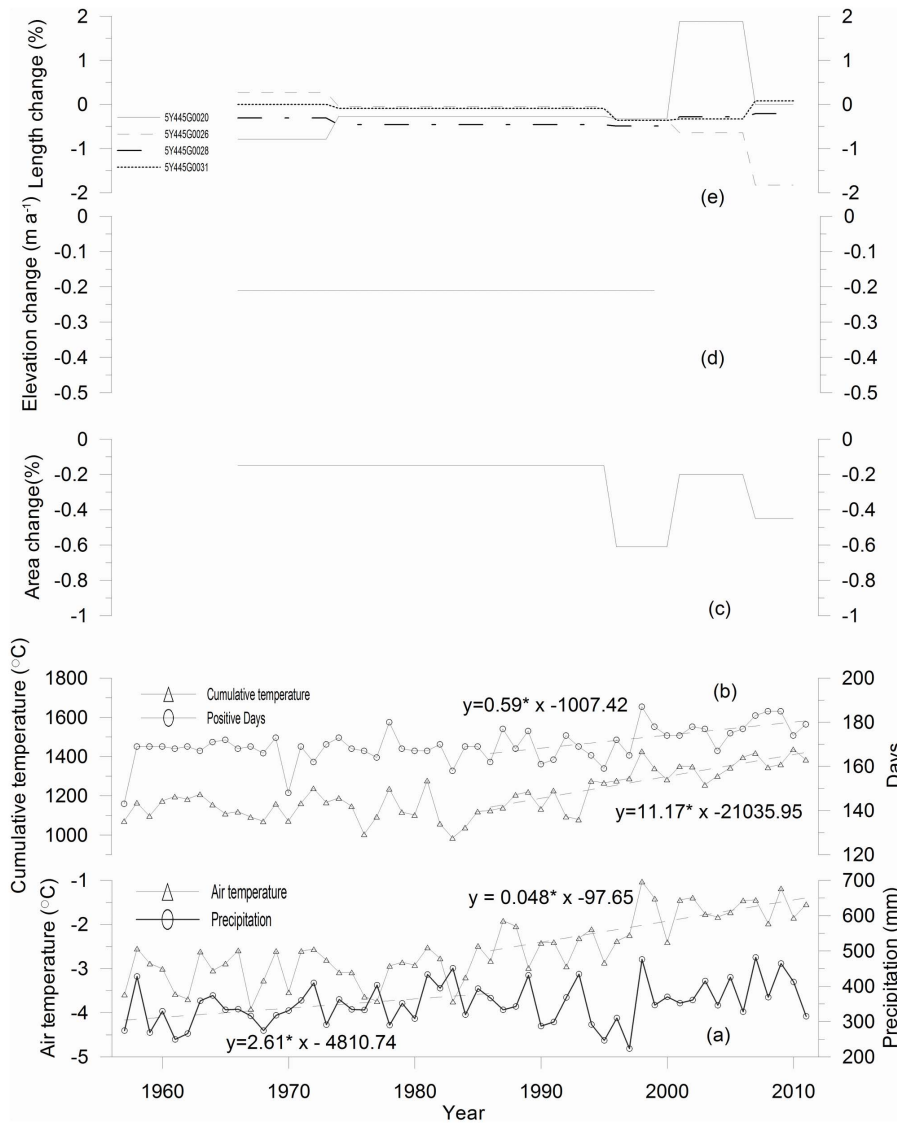 Length change (%)
2
1
0
-1
-2
5Y445G0020
5Y445G0026
5Y445G0028
5Y445G0031
2
1
0
-1
-2
(e)
Elevation change (m a⁻¹)
0
-0.1
-0.2
-0.3
-0.4
-0.5
0
-0.1
-0.2
-0.3
-0.4
-0.5
(d)
Area change(%)
0
-0.2
-0.4
-0.6
-0.8
-1
0
-0.2
-0.4
-0.6
-0.8
-1
(c)
Cumulative temperature (°C)
1800
1600
1400
1200
1000
Cumulative temperature
Positive Days
y=0.59* x -1007.42
(b)
y=11.17* x -21035.95
200
180
160
140
120
Days
Air temperature (°C)
-1
-2
-3
-4
-5
Air temperature
Precipitation
y = 0.048* x -97.65
y=2.61* x - 4810.74
(a)
700
600
500
400
300
200
Precipitation (mm)
1960 1970 1980 1990 2000 2010
Year